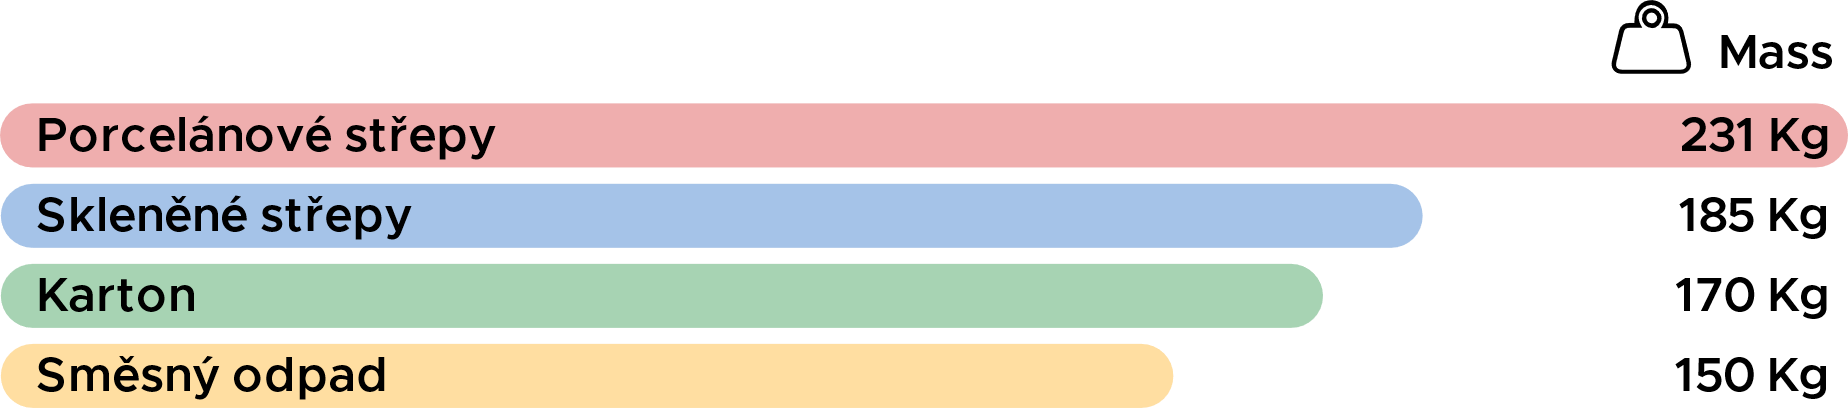 Mass
Porcelánové střepy 231 Kg
Skleněné střepy 185 Kg
Karton 170 Kg
Směsný odpad 150 Kg